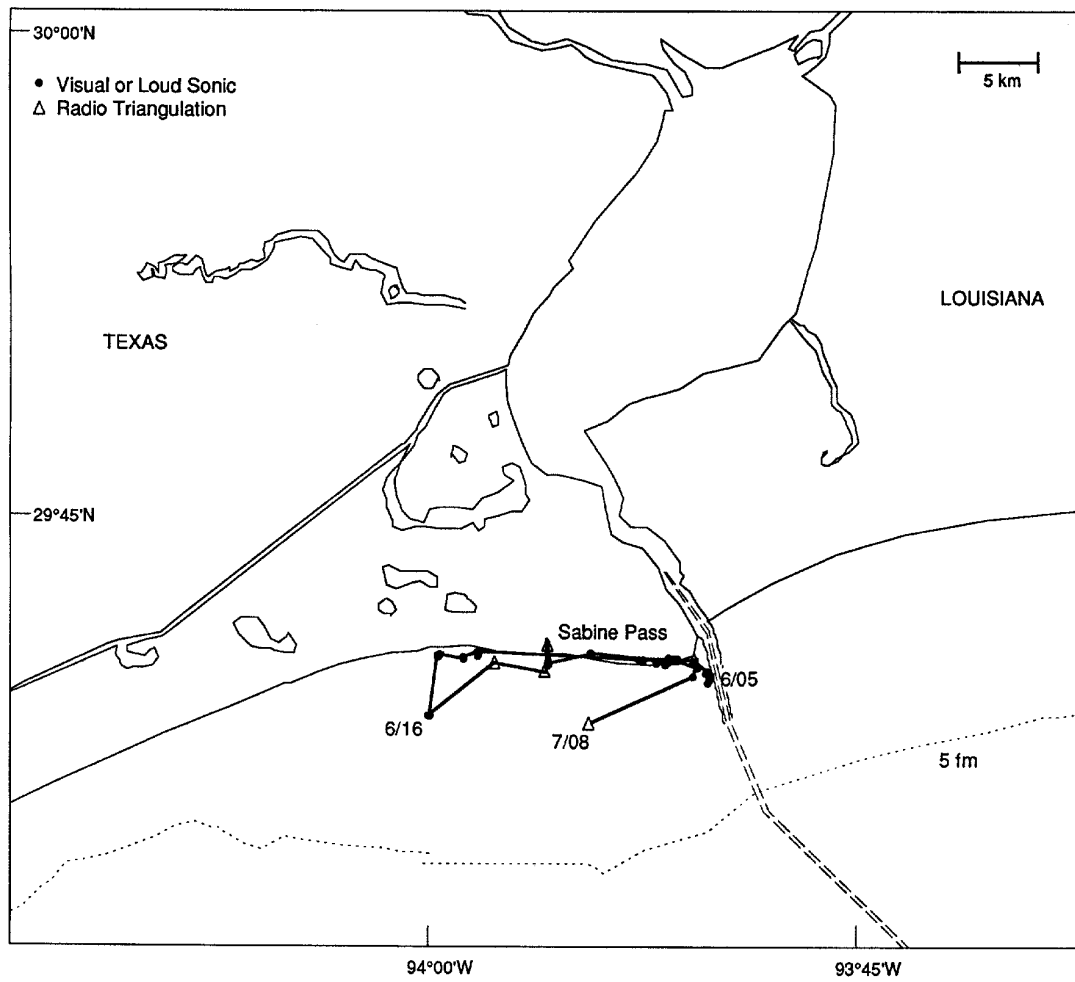 30°00'N
Visual or Loud Sonic
Radio Triangulation
5 km
TEXAS
LOUISIANA
29°45'N
Sabine Pass
6/05
6/16
7/08
5 fm
94°00'W
93°45'W